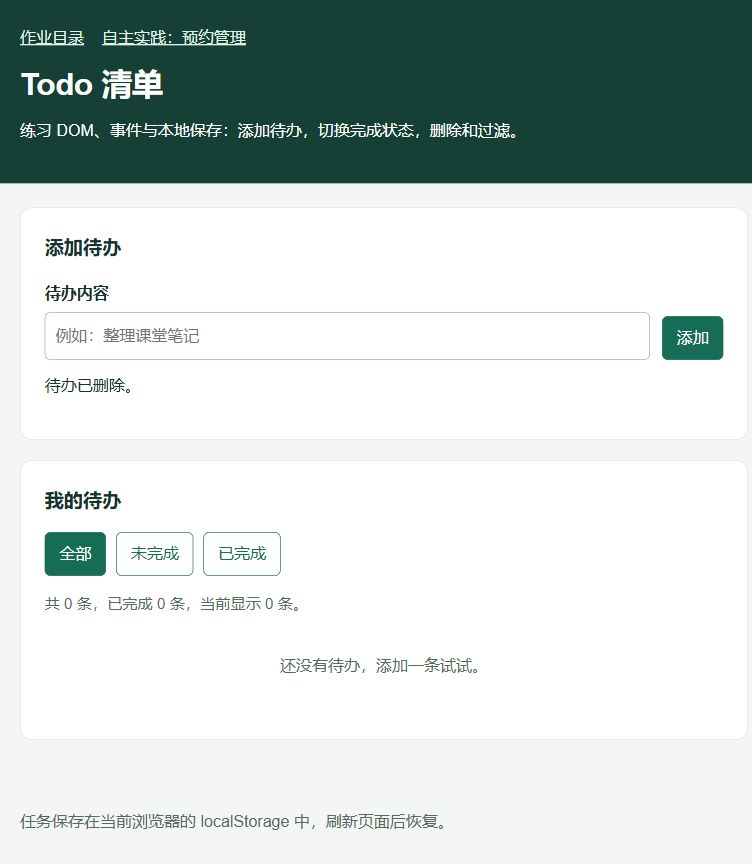 作业目录 自主实践：预约管理
Todo 清单
练习 DOM、事件与本地保存：添加待办，切换完成状态，删除和过滤。
添加待办
待办内容
例如：整理课堂笔记
添加
待办已删除。
我的待办
全部 未完成 已完成
共 0 条，已完成 0 条，当前显示 0 条。
还没有待办，添加一条试试。
任务保存在当前浏览器的 localStorage 中，刷新页面后恢复。